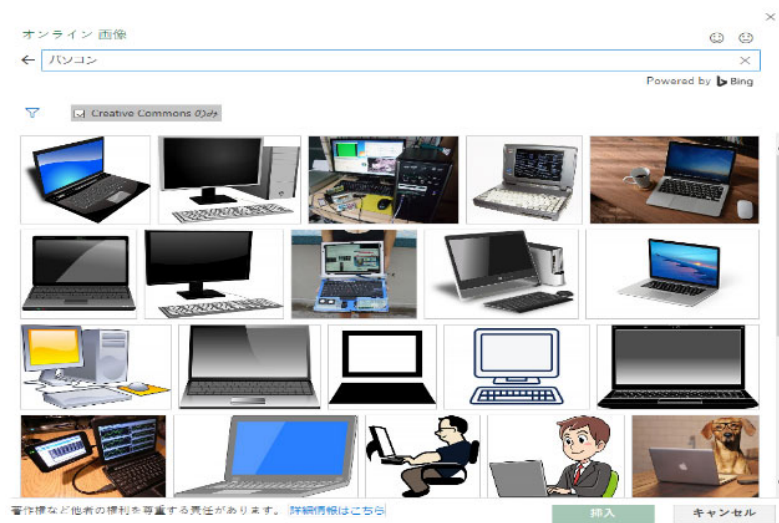 オンライン 画像
パソコン
Powered by Bing
Creative Commons のみ
著作権など他者の権利を尊重する責任があります。 詳細情報はこちら
挿入
キャンセル